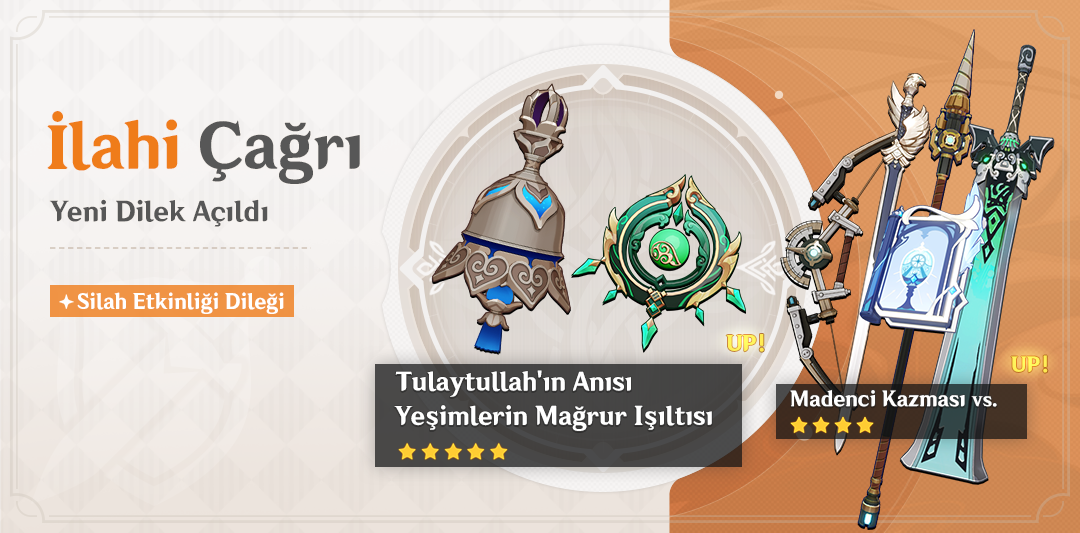 İlahi Çağrı
Yeni Dilek Açıldı
Silah Etkinliği Dileği
UP!
Tulaytullah'ın Anısı
Yeşimlerin Mağrur Işıltısı
UP!
Madenci Kazması vs.